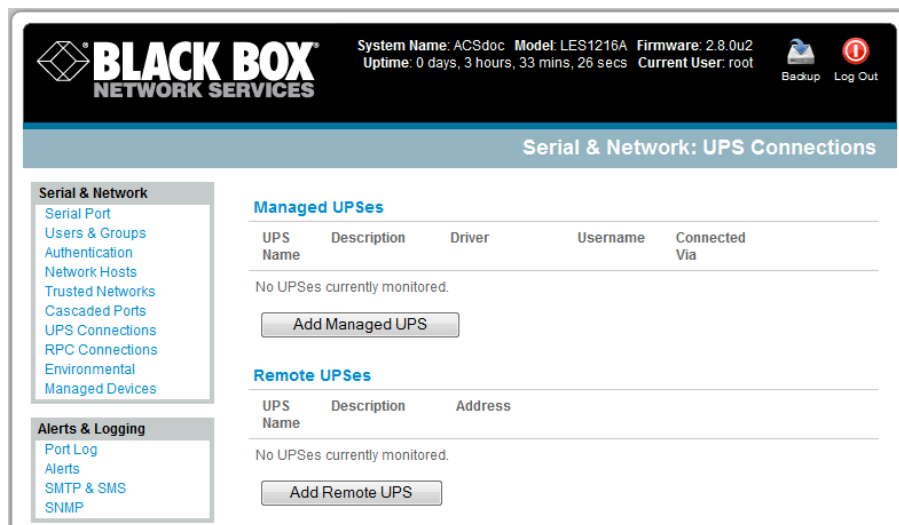 BLACK BOX®
NETWORK SERVICES
System Name: ACSdoc Model: LES1216A Firmware: 2.8.0u2
Uptime: 0 days, 3 hours, 33 mins, 26 secs Current User: root
Backup
Log Out
Serial & Network: UPS Connections
Serial & Network
Serial Port
Users & Groups
Authentication
Network Hosts
Trusted Networks
Cascaded Ports
UPS Connections
RPC Connections
Environmental
Managed Devices
Alerts & Logging
Port Log
Alerts
SMTP & SMS
SNMP
Managed UPSes
UPS Name Description Driver Username Connected Via
No UPSes currently monitored.
Add Managed UPS
Remote UPSes
UPS Name Description Address
No UPSes currently monitored.
Add Remote UPS